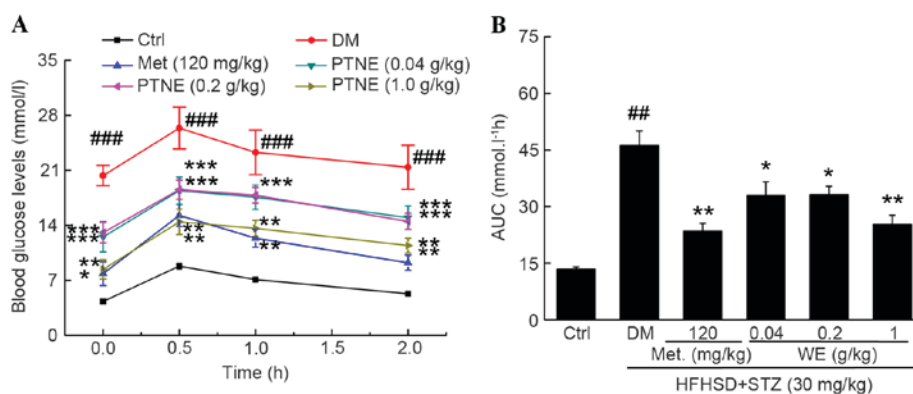 A
Ctrl
DM
Met (120 mg/kg)
PTNE (0.04 g/kg)
PTNE (0.2 g/kg)
PTNE (1.0 g/kg)
Blood glucose levels (mmol/l)
35
28
21
14
7
0
###
###
###
###
***
***
***
***
***
***
***
**
*
**
**
**
**
**
**
0.0
0.5
1.0
2.0
Time (h)
B
AUC (mmol.l⁻¹h)
75
60
45
30
15
0
##
**
*
*
**
Ctrl
DM
120
0.04
0.2
1
Met. (mg/kg)
WE (g/kg)
HFHSD+STZ (30 mg/kg)